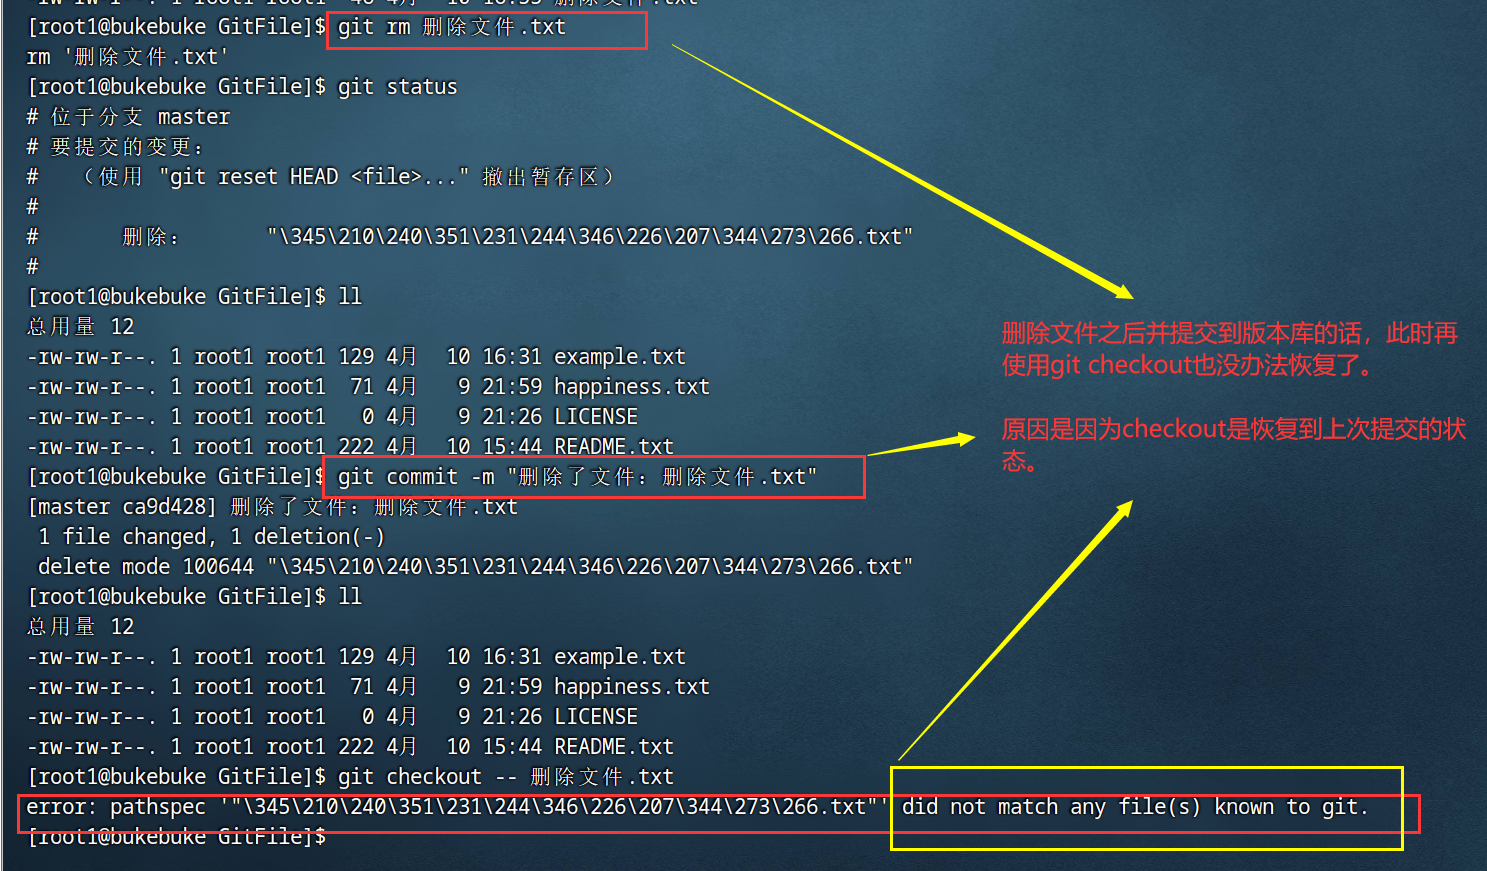 -rw-rw-r--. 1 root1 root1  46 4月  10 16:35 删除文件.txt
[root1@bukebuke GitFile]$ git rm 删除文件.txt
rm '删除文件.txt'
[root1@bukebuke GitFile]$ git status
# 位于分支 master
# 要提交的变更：
#   （使用 "git reset HEAD <file>..." 撤出暂存区）
#
#       删除：      "\345\210\240\351\231\244\346\226\207\344\273\266.txt"
#
[root1@bukebuke GitFile]$ ll
总用量 12
-rw-rw-r--. 1 root1 root1 129 4月  10 16:31 example.txt
-rw-rw-r--. 1 root1 root1  71 4月   9 21:59 happiness.txt
-rw-rw-r--. 1 root1 root1   0 4月   9 21:26 LICENSE
-rw-rw-r--. 1 root1 root1 222 4月  10 15:44 README.txt
[root1@bukebuke GitFile]$ git commit -m "删除了文件：删除文件.txt"
[master ca9d428] 删除了文件：删除文件.txt
 1 file changed, 1 deletion(-)
 delete mode 100644 "\345\210\240\351\231\244\346\226\207\344\273\266.txt"
[root1@bukebuke GitFile]$ ll
总用量 12
-rw-rw-r--. 1 root1 root1 129 4月  10 16:31 example.txt
-rw-rw-r--. 1 root1 root1  71 4月   9 21:59 happiness.txt
-rw-rw-r--. 1 root1 root1   0 4月   9 21:26 LICENSE
-rw-rw-r--. 1 root1 root1 222 4月  10 15:44 README.txt
[root1@bukebuke GitFile]$ git checkout -- 删除文件.txt
error: pathspec '"\345\210\240\351\231\244\346\226\207\344\273\266.txt"' did not match any file(s) known to git.
[root1@bukebuke GitFile]$
删除文件之后并提交到版本库的话，此时再
使用git checkout也没办法恢复了。
原因是因为checkout是恢复到上次提交的状
态。